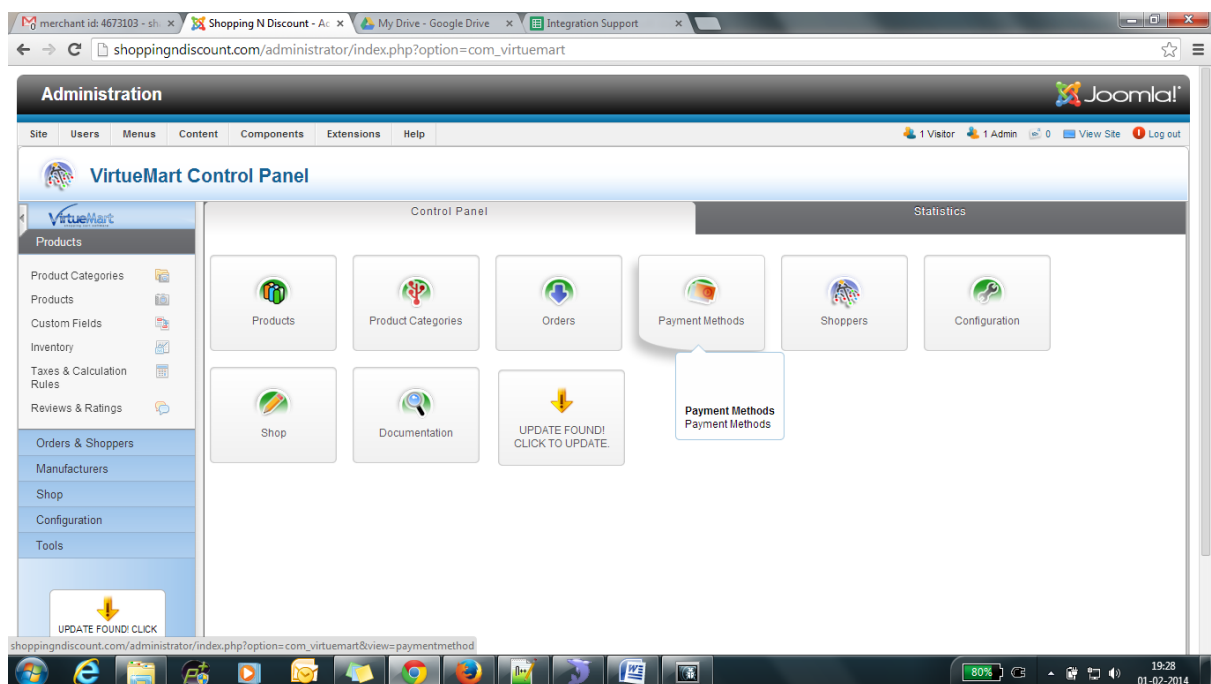 merchant id: 4673103 - sh
Shopping N Discount - Ac
My Drive - Google Drive
Integration Support
shoppingndiscount.com/administrator/index.php?option=com_virtuemart
Administration
Joomla!
Site Users Menus Content Components Extensions Help
1 Visitor 1 Admin 0 View Site Log out
VirtueMart Control Panel
VirtueMart
Control Panel
Statistics
Products
Product Categories
Products
Custom Fields
Inventory
Taxes & Calculation
Rules
Reviews & Ratings
Orders & Shoppers
Manufacturers
Shop
Configuration
Tools
UPDATE FOUND! CLICK
Products
Product Categories
Orders
Payment Methods
Shoppers
Configuration
Shop
Documentation
UPDATE FOUND!
CLICK TO UPDATE.
Payment Methods
Payment Methods
shoppingndiscount.com/administrator/index.php?option=com_virtuemart&view=paymentmethod
80%
19:28
01-02-2014